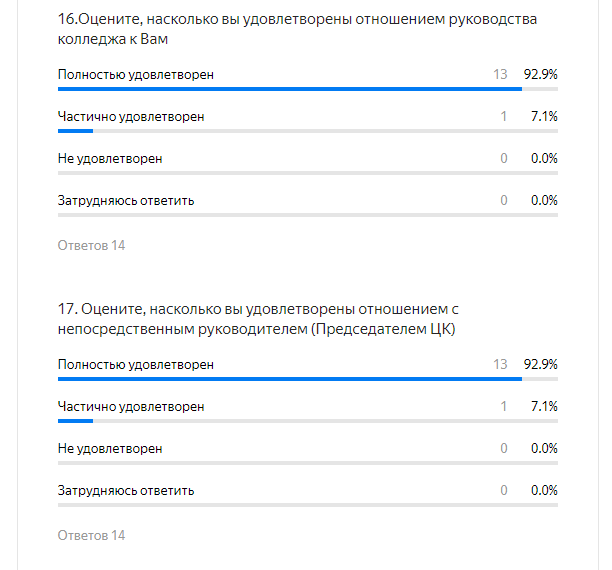 16.Оцените, насколько вы удовлетворены отношением руководства
колледжа к Вам
Полностью удовлетворен 13 92.9%
Частично удовлетворен 1 7.1%
Не удовлетворен 0 0.0%
Затрудняюсь ответить 0 0.0%
Ответов 14
17. Оцените, насколько вы удовлетворены отношением с
непосредственным руководителем (Председателем ЦК)
Полностью удовлетворен 13 92.9%
Частично удовлетворен 1 7.1%
Не удовлетворен 0 0.0%
Затрудняюсь ответить 0 0.0%
Ответов 14